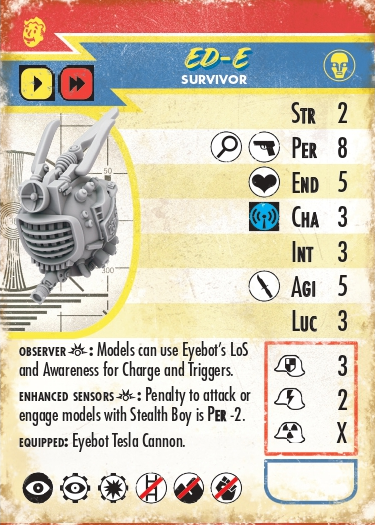 ED-E
SURVIVOR
STR 2
PER 8
END 5
CHA 3
INT 3
AGI 5
LUC 3
50
300
OBSERVER: Models can use Eyebot's LoS
and Awareness for Charge and Triggers.
ENHANCED SENSORS: Penalty to attack or
engage models with Stealth Boy is PER -2.
EQUIPPED: Eyebot Tesla Cannon.
3
2
X